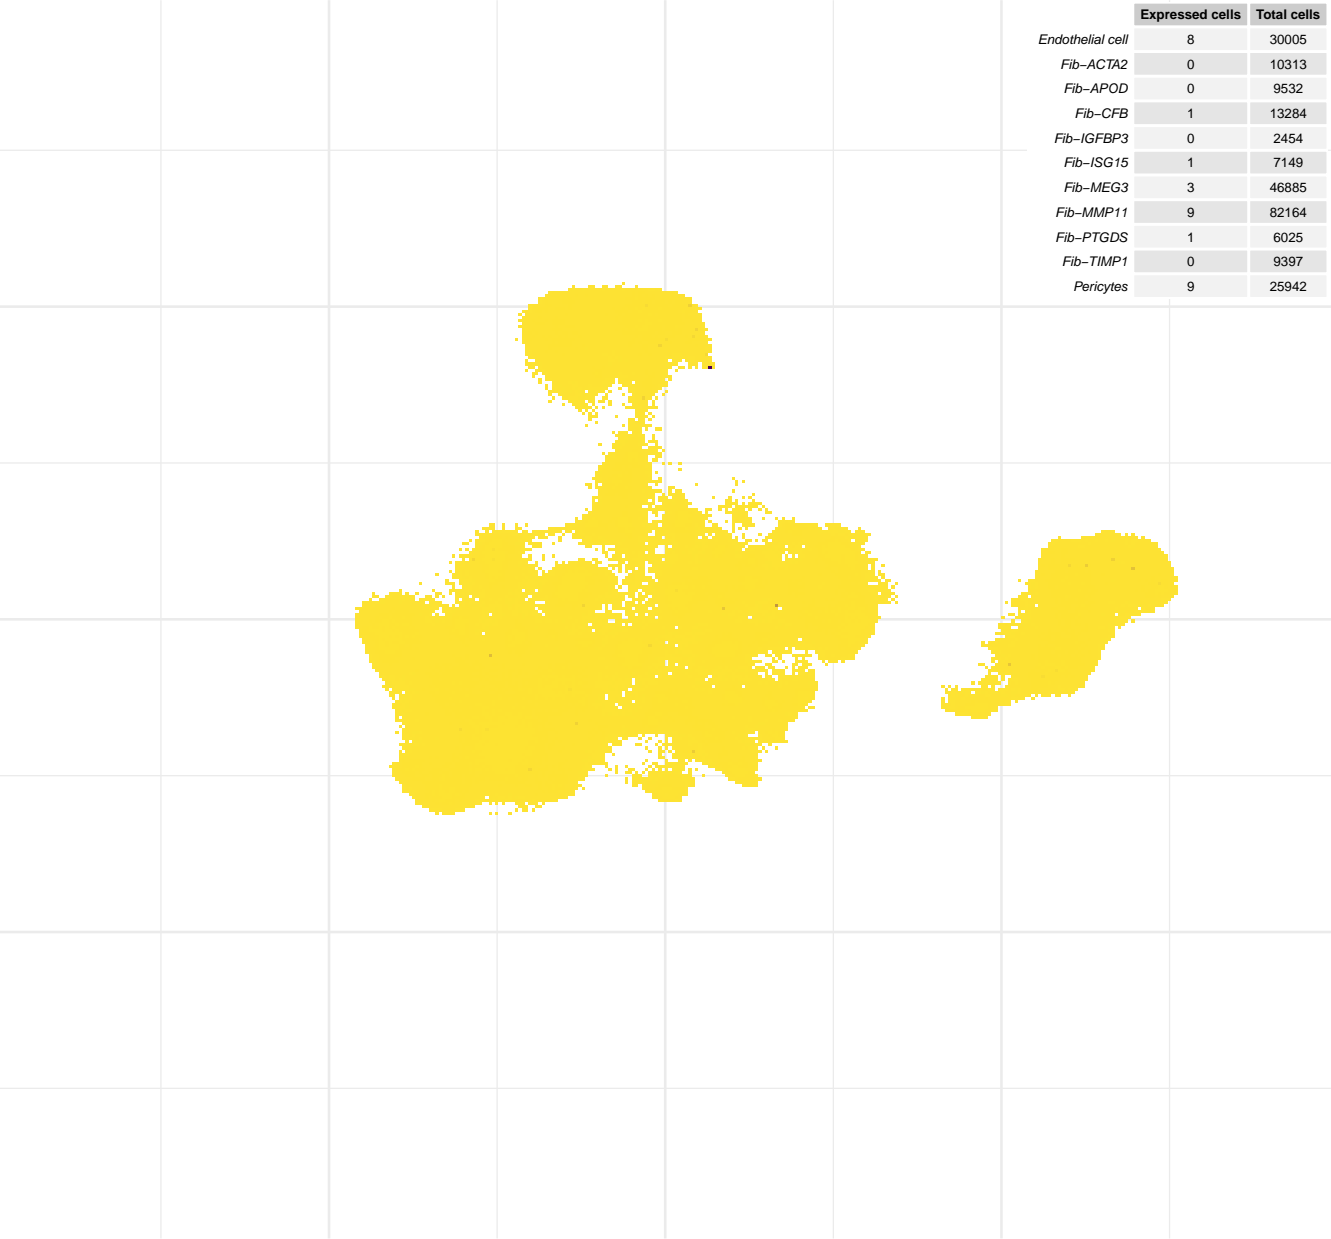 Expressed cells Total cells
Endothelial cell 8 30005
Fib−ACTA2 0 10313
Fib−APOD 0 9532
Fib−CFB 1 13284
Fib−IGFBP3 0 2454
Fib−ISG15 1 7149
Fib−MEG3 3 46885
Fib−MMP11 9 82164
Fib−PTGDS 1 6025
Fib−TIMP1 0 9397
Pericytes 9 25942